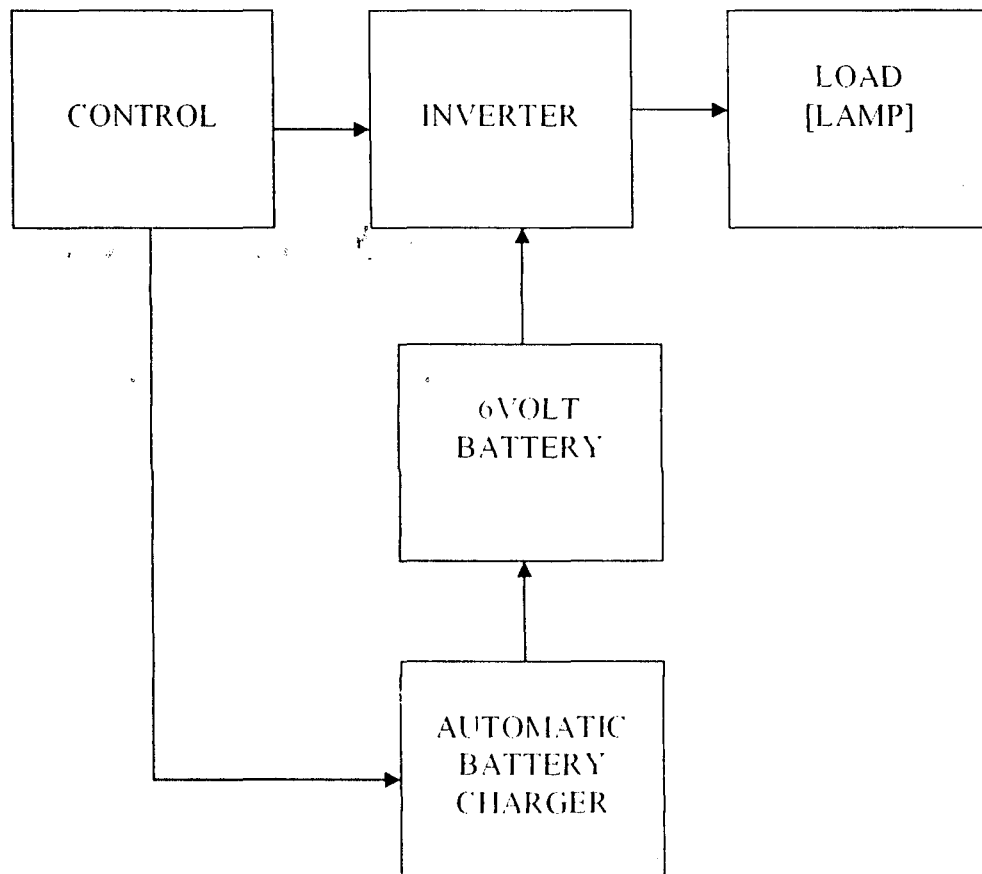 CONTROL
INVERTER
LOAD
[LAMP]
6VOLT
BATTERY
AUTOMATIC
BATTERY
CHARGER